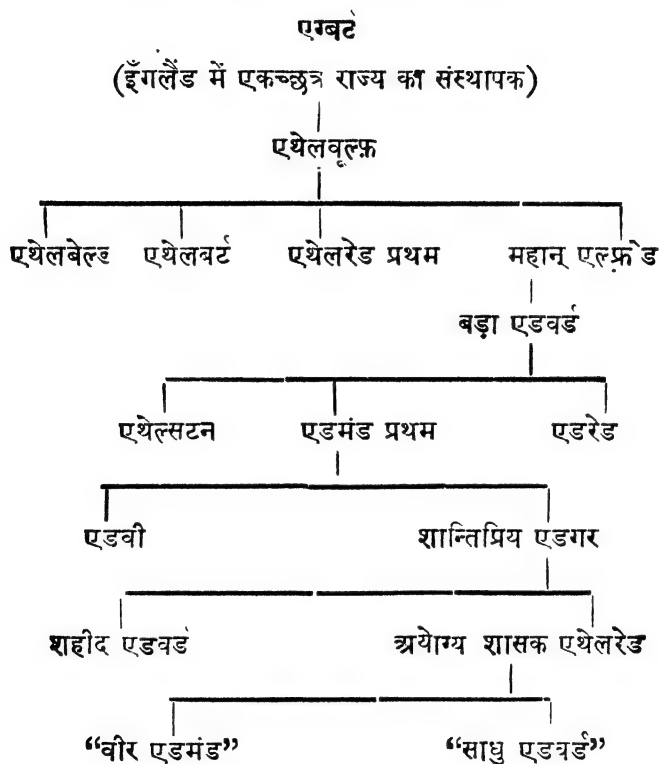 एग्बर्ट
(इँगलैंड में एकच्छत्र राज्य का संस्थापक)
एथेलवूल्फ़
एथेलबेल्ड एथेलबर्ट एथेलरेड प्रथम महान् एल्फ़्रेड
बड़ा एडवर्ड
एथेल्सटन एडमंड प्रथम एडरेड
एडवी शान्तिप्रिय एडगर
शहीद एडवर्ड अयोग्य शासक एथेलरेड
“वीर एडमंड” “साधु एडवर्ड”